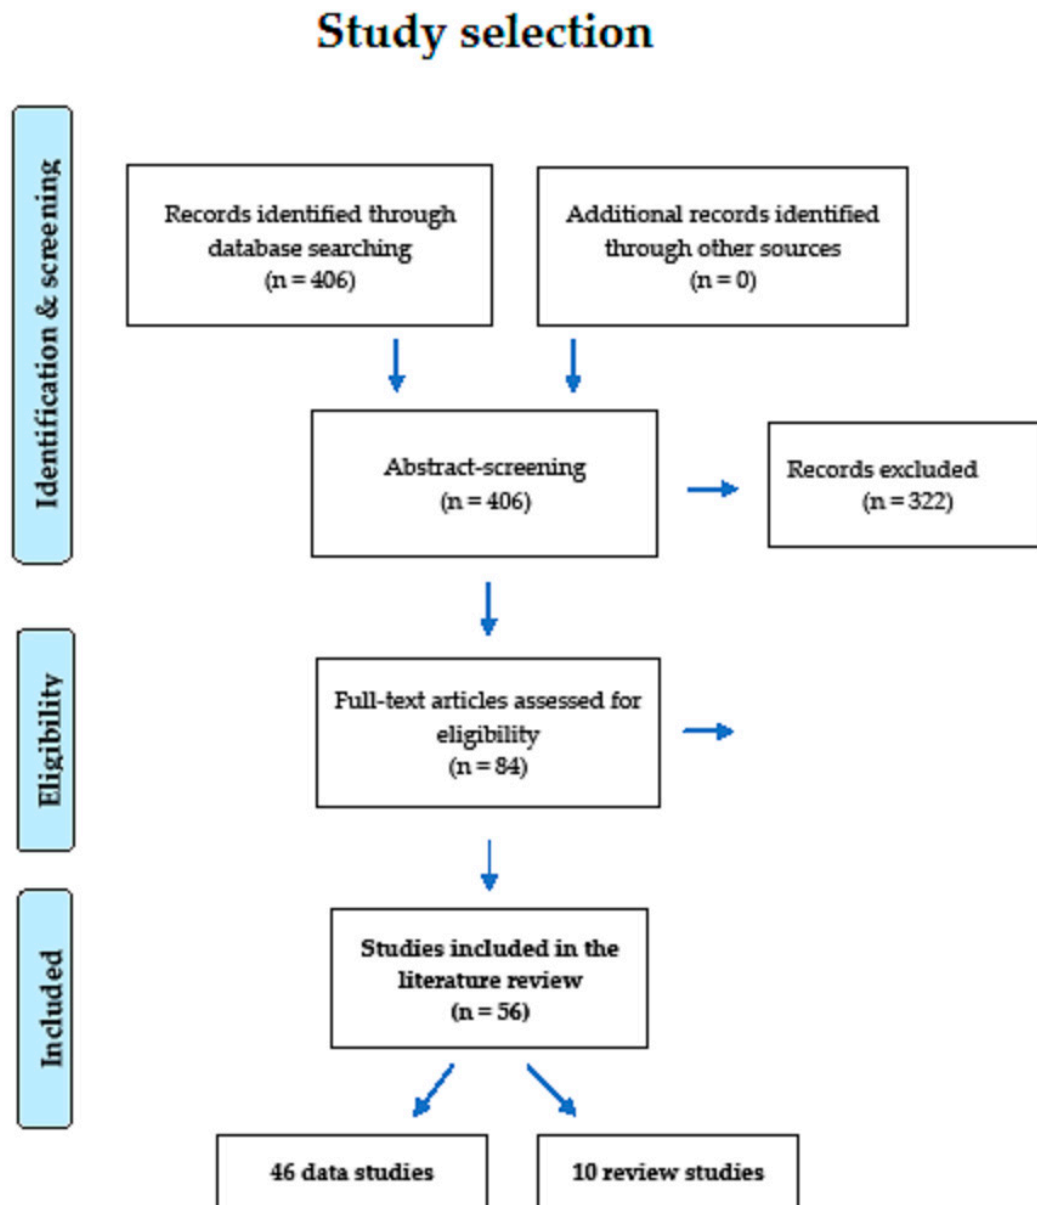 Study selection
Identification & screening
Records identified through
database searching
(n = 406)
Additional records identified
through other sources
(n = 0)
Abstract-screening
(n = 406)
Records excluded
(n = 322)
Eligibility
Full-text articles assessed for
eligibility
(n = 84)
Included
Studies included in the
literature review
(n = 56)
46 data studies
10 review studies